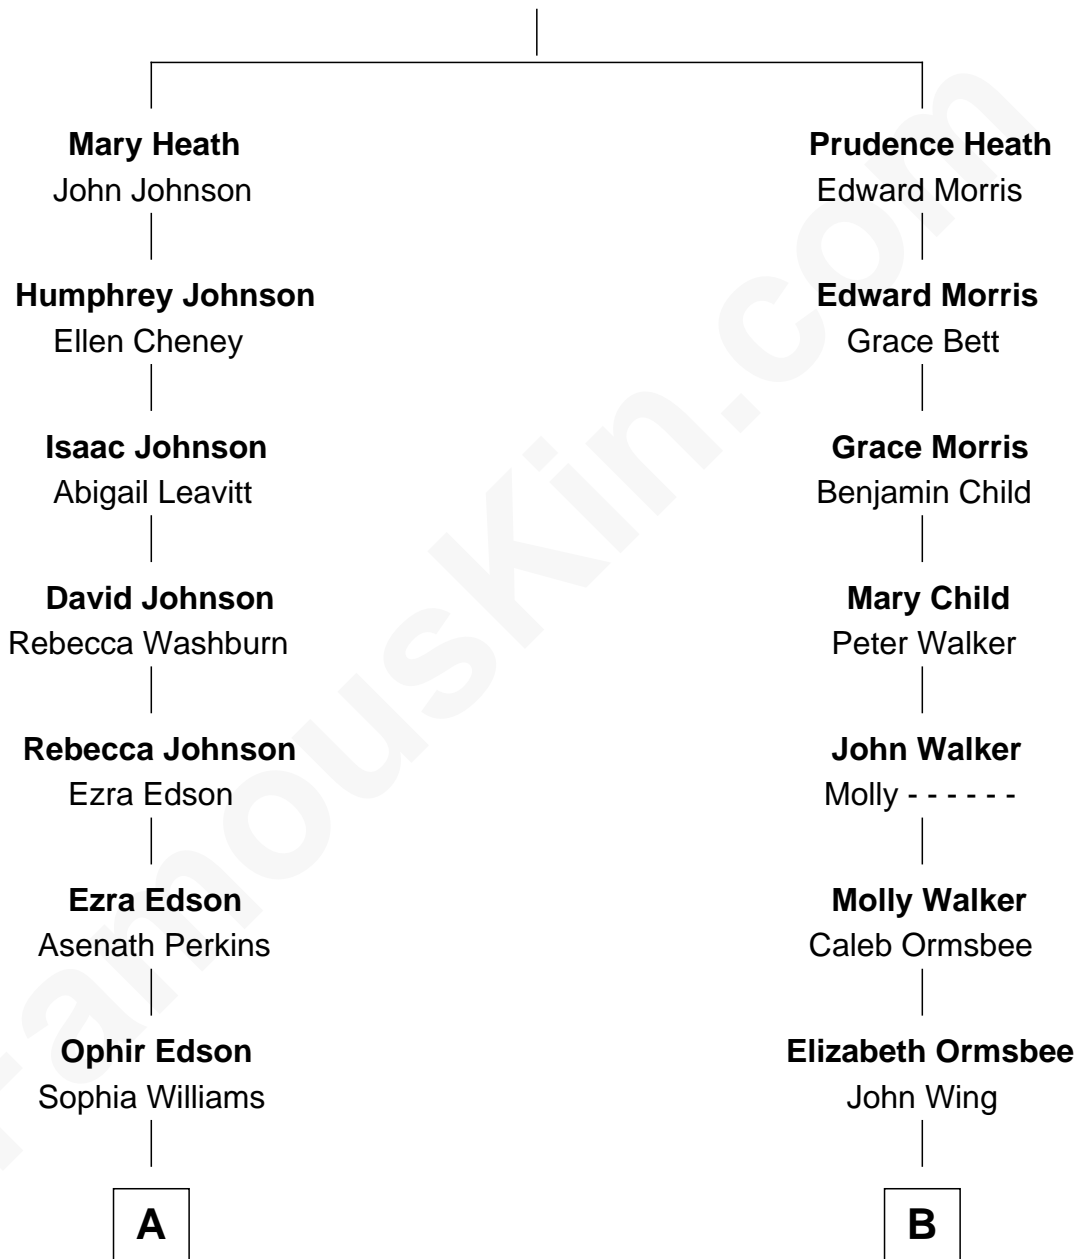 Mary Heath
John Johnson
Prudence Heath
Edward Morris
Humphrey Johnson
Ellen Cheney
Edward Morris
Grace Bett
Isaac Johnson
Abigail Leavitt
Grace Morris
Benjamin Child
David Johnson
Rebecca Washburn
Mary Child
Peter Walker
Rebecca Johnson
Ezra Edson
John Walker
Molly - - - - - -
Ezra Edson
Asenath Perkins
Molly Walker
Caleb Ormsbee
Ophir Edson
Sophia Williams
Elizabeth Ormsbee
John Wing
A
B
FamousKin.com